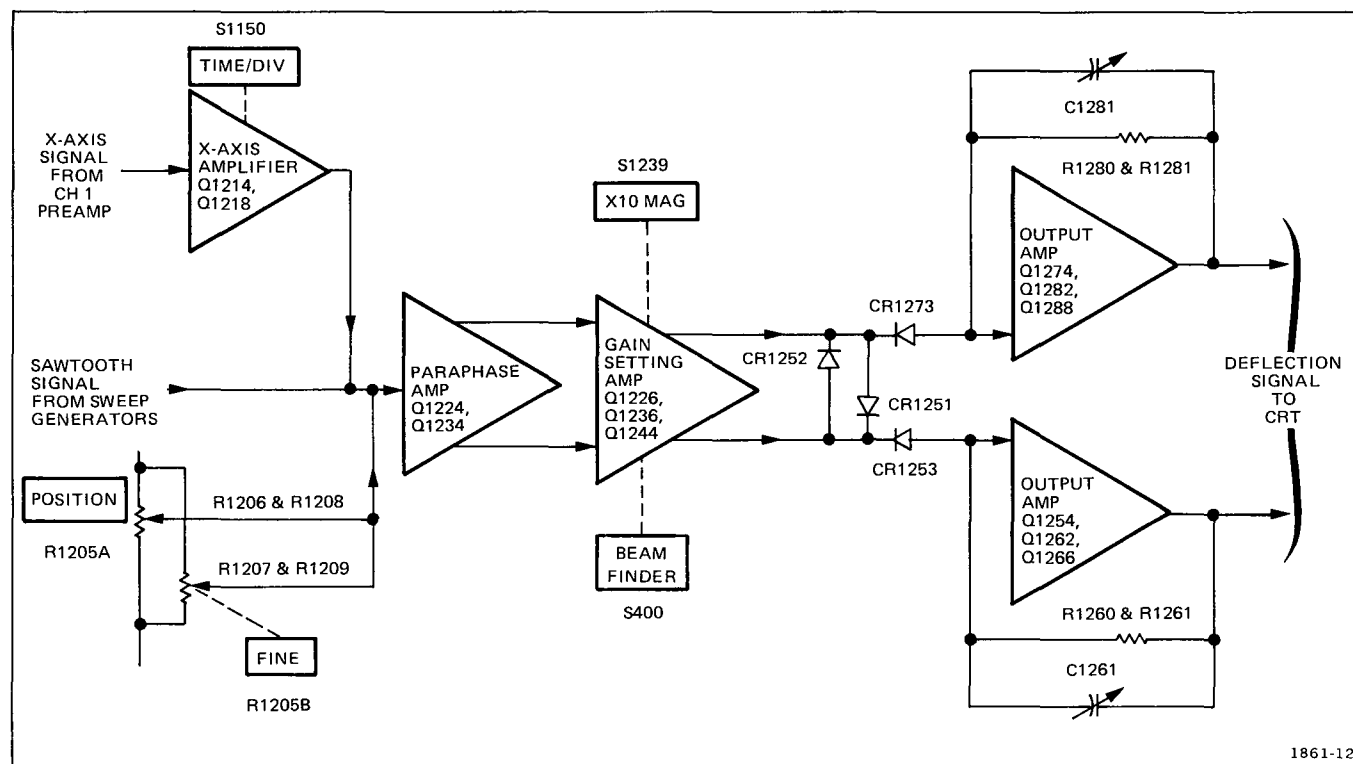 S1150
TIME/DIV
X-AXIS
SIGNAL
FROM
CH 1
PREAMP
X-AXIS
AMPLIFIER
Q1214,
Q1218
SAWTOOTH
SIGNAL
FROM SWEEP
GENERATORS
POSITION
R1205A
R1206 & R1208
R1207 & R1209
FINE
R1205B
PARAPHASE
AMP
Q1224,
Q1234
S1239
X10 MAG
GAIN
SETTING
AMP
Q1226,
Q1236,
Q1244
BEAM
FINDER
S400
CR1252
CR1273
CR1251
CR1253
C1281
R1280 & R1281
OUTPUT
AMP
Q1274,
Q1282,
Q1288
OUTPUT
AMP
Q1254,
Q1262,
Q1266
R1260 & R1261
C1261
DEFLECTION
SIGNAL
TO
CRT
1861-12